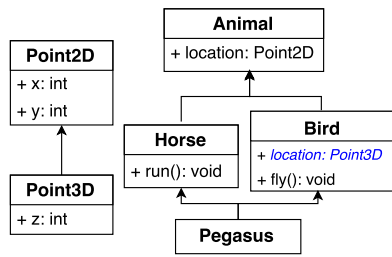 Animal
+ location: Point2D
Point2D
+ x: int
+ y: int
Horse
+ run(): void
Bird
+ location: Point3D
+ fly(): void
Point3D
+ z: int
Pegasus